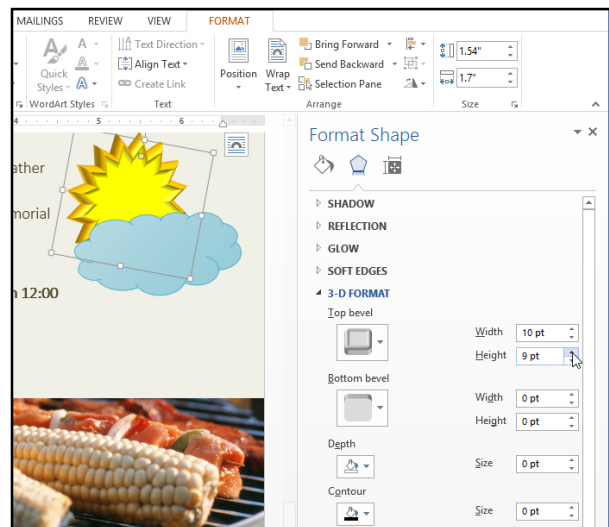 MAILINGS REVIEW VIEW FORMAT
Text Direction
Align Text
Create Link
Quick
Styles
Position
Wrap
Text
Bring Forward
Send Backward
Selection Pane
1.54"
1.7"
WordArt Styles Text Arrange Size
4 5 6
ather
morial
12:00
Format Shape
SHADOW
REFLECTION
GLOW
SOFT EDGES
3-D FORMAT
Top bevel
Width 10 pt
Height 9 pt
Bottom bevel
Width 0 pt
Height 0 pt
Depth
Size 0 pt
Contour
Size 0 pt